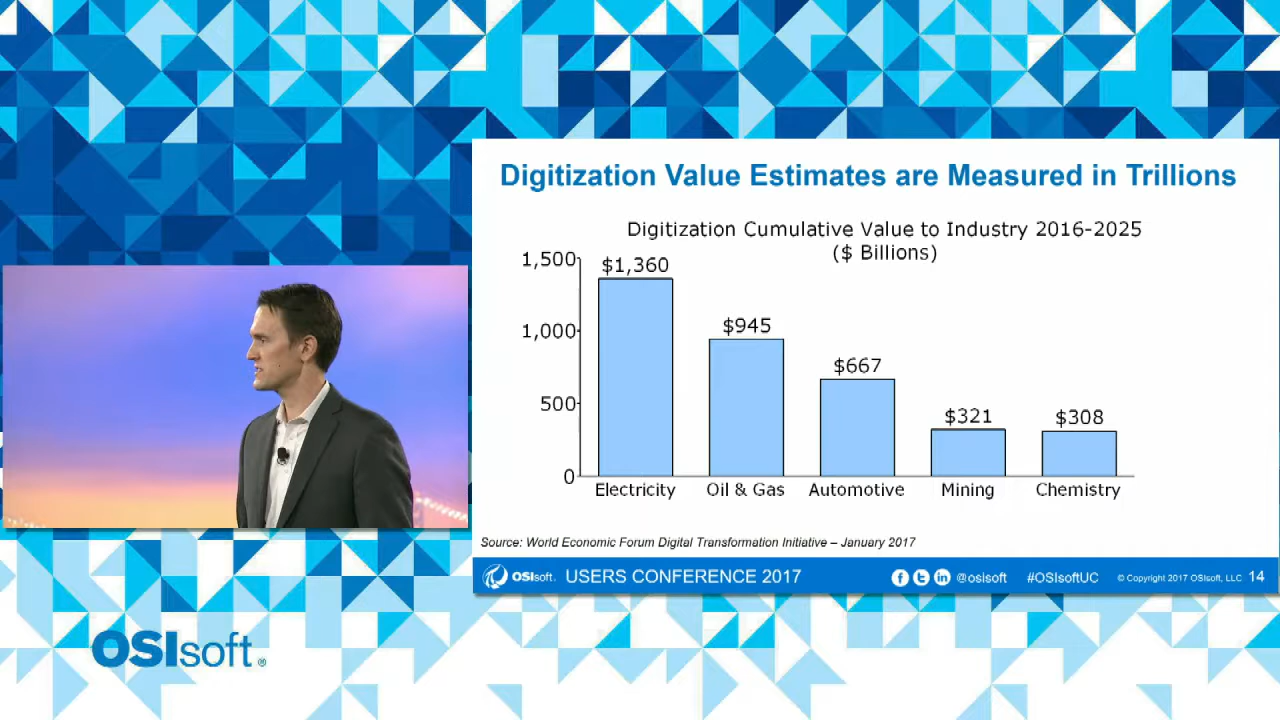 Digitization Value Estimates are Measured in Trillions
Digitization Cumulative Value to Industry 2016-2025
($ Billions)
1,500
1,000
500
0
$1,360
$945
$667
$321
$308
Electricity
Oil & Gas
Automotive
Mining
Chemistry
Source: World Economic Forum Digital Transformation Initiative – January 2017
OSIsoft. USERS CONFERENCE 2017
@osisoft
#OSIsoftUC
© Copyright 2017 OSIsoft, LLC
14
OSIsoft®